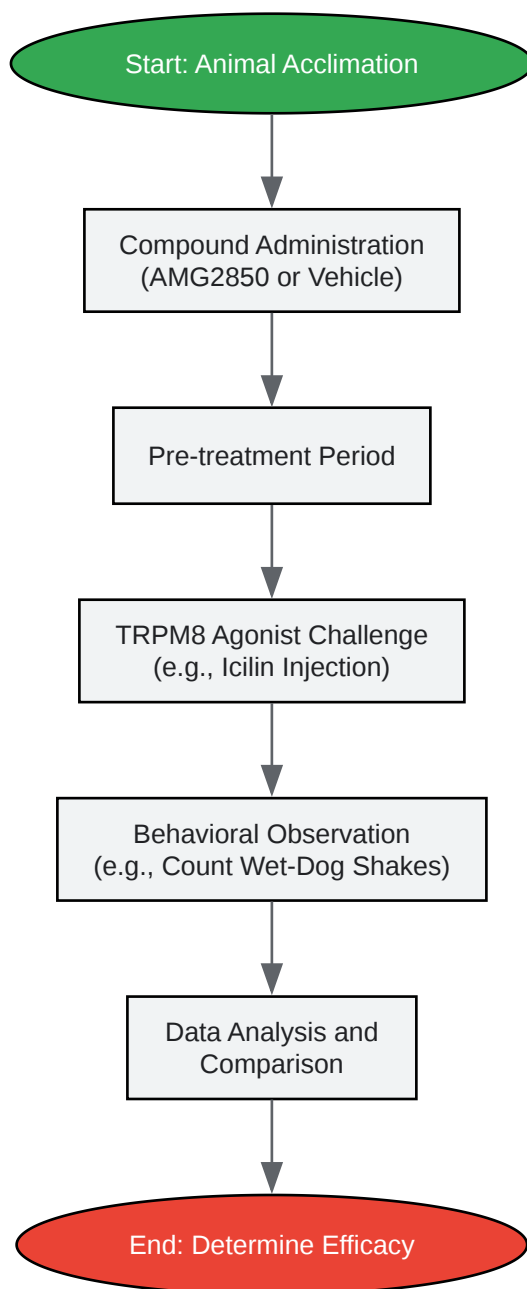 Start: Animal Acclimation
Compound Administration
(AMG2850 or Vehicle)
Pre-treatment Period
TRPM8 Agonist Challenge
(e.g., Icilin Injection)
Behavioral Observation
(e.g., Count Wet-Dog Shakes)
Data Analysis and
Comparison
End: Determine Efficacy